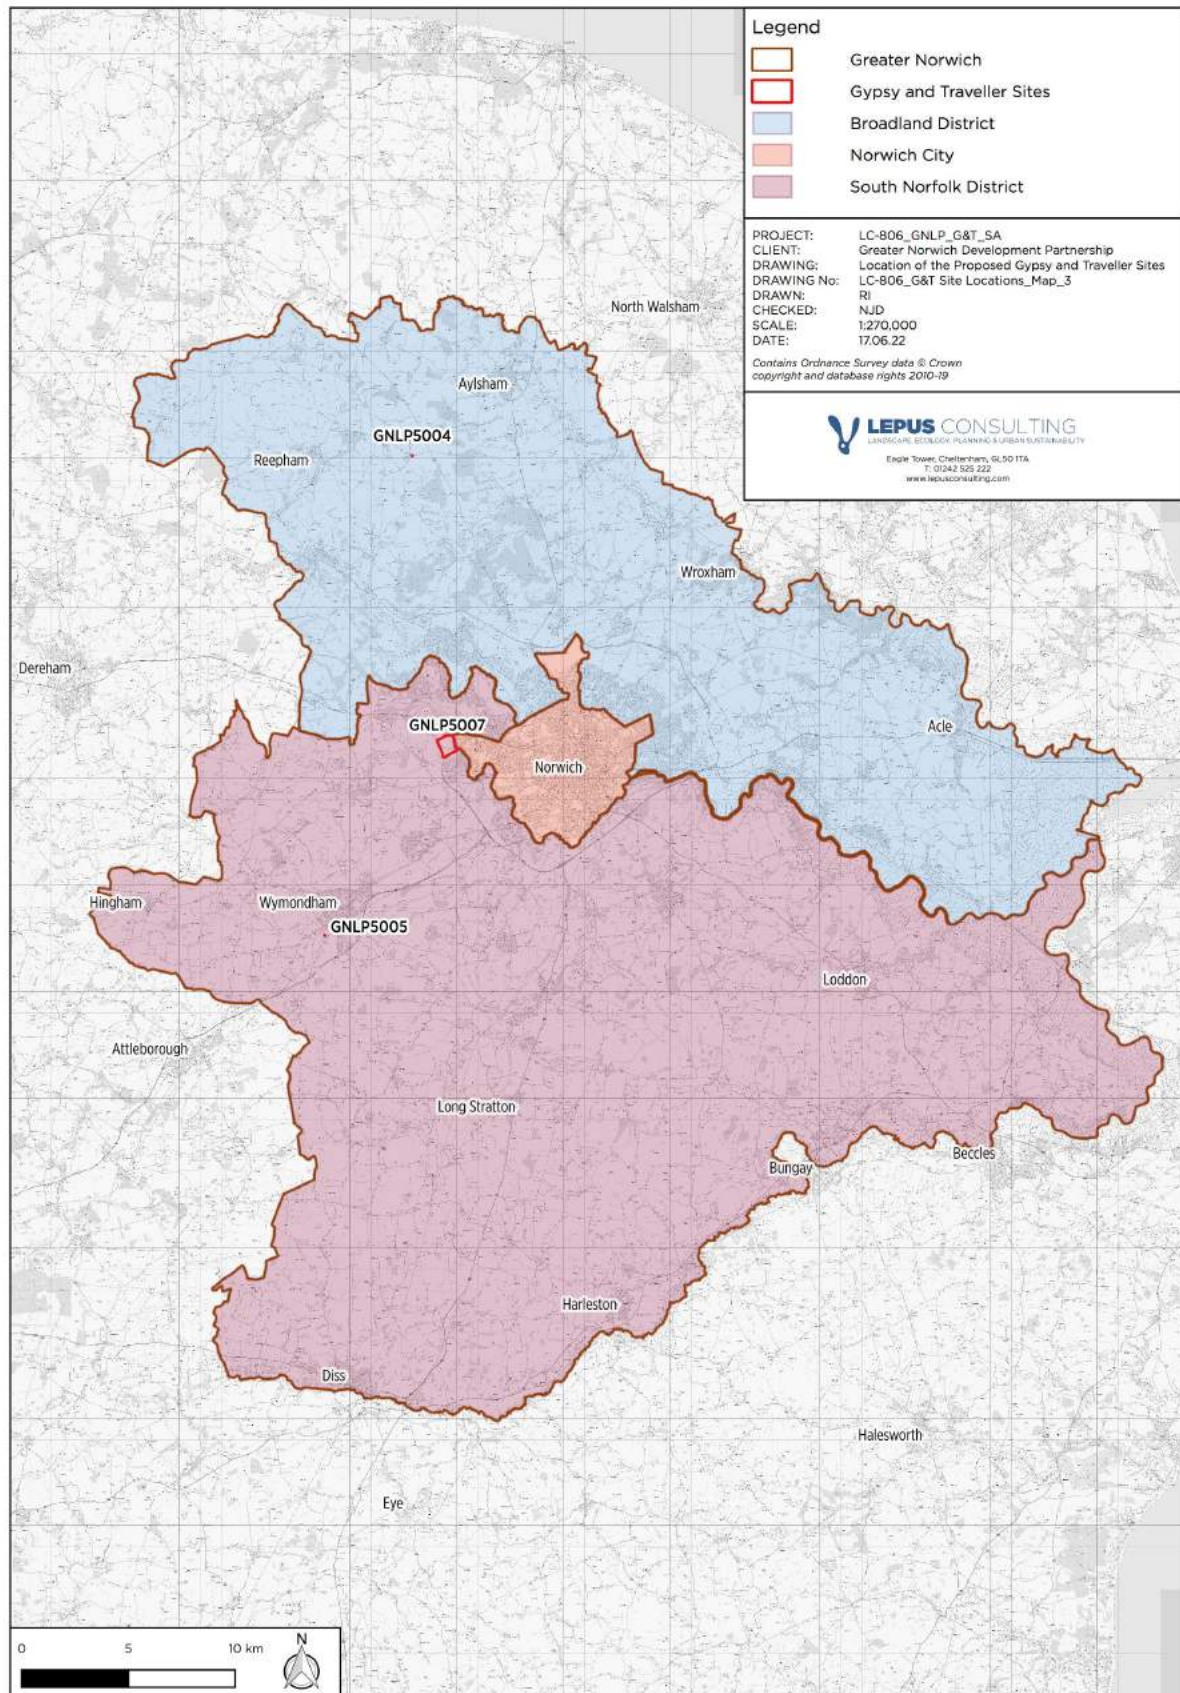 Legend
Greater Norwich
Gypsy and Traveller Sites
Broadland District
Norwich City
South Norfolk District
PROJECT: LC-806_GNLP_G&T_SA
CLIENT: Greater Norwich Development Partnership
DRAWING: Location of the Proposed Gypsy and Traveller Sites
DRAWING No: LC-806_G&T Site Locations_Map_3
DRAWN: RI
CHECKED: NJD
SCALE: 1:270,000
DATE: 17.06.22
Contains Ordnance Survey data © Crown
copyright and database rights 2010-19
LEPUS CONSULTING
LANDSCAPE, ECOLOGY, PLANNING & URBAN SUSTAINABILITY
Eagle Tower, Cheltenham, GL50 1TA
T: 01242 525 222
www.lepusconsulting.com
North Walsham
Aylsham
GNLP5004
Reepham
Wroxham
Dereham
GNLP5007
Acle
Norwich
Hingham
Wymondham
GNLP5005
Loddon
Attleborough
Long Stratton
Beccles
Bungay
Harleston
Diss
Halesworth
Eye
0 5 10 km
N